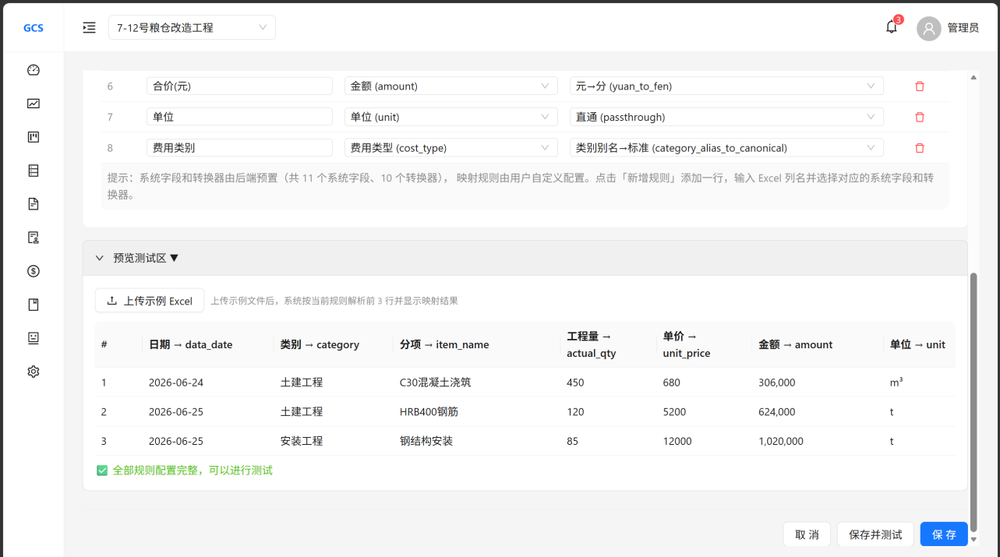 GCS
7-12号粮仓改造工程
3
管理员
6 合价(元) 金额 (amount) 元→分 (yuan_to_fen)
7 单位 单位 (unit) 直通 (passthrough)
8 费用类别 费用类型 (cost_type) 类别别名→标准 (category_alias_to_canonical)
提示：系统字段和转换器由后端预置（共 11 个系统字段、10 个转换器），映射规则由用户自定义配置。点击「新增规则」添加一行，输入 Excel 列名并选择对应的系统字段和转
换器。
预览测试区 ▼
上传示例 Excel 上传示例文件后，系统按当前规则解析前 3 行并显示映射结果
# 日期 → data_date 类别 → category 分项 → item_name 工程量 → actual_qty 单价 → unit_price 金额 → amount 单位 → unit
1 2026-06-24 土建工程 C30混凝土浇筑 450 680 306,000 m³
2 2026-06-25 土建工程 HRB400钢筋 120 5200 624,000 t
3 2026-06-25 安装工程 钢结构安装 85 12000 1,020,000 t
✅ 全部规则配置完整，可以进行测试
取 消 保存并测试 保 存